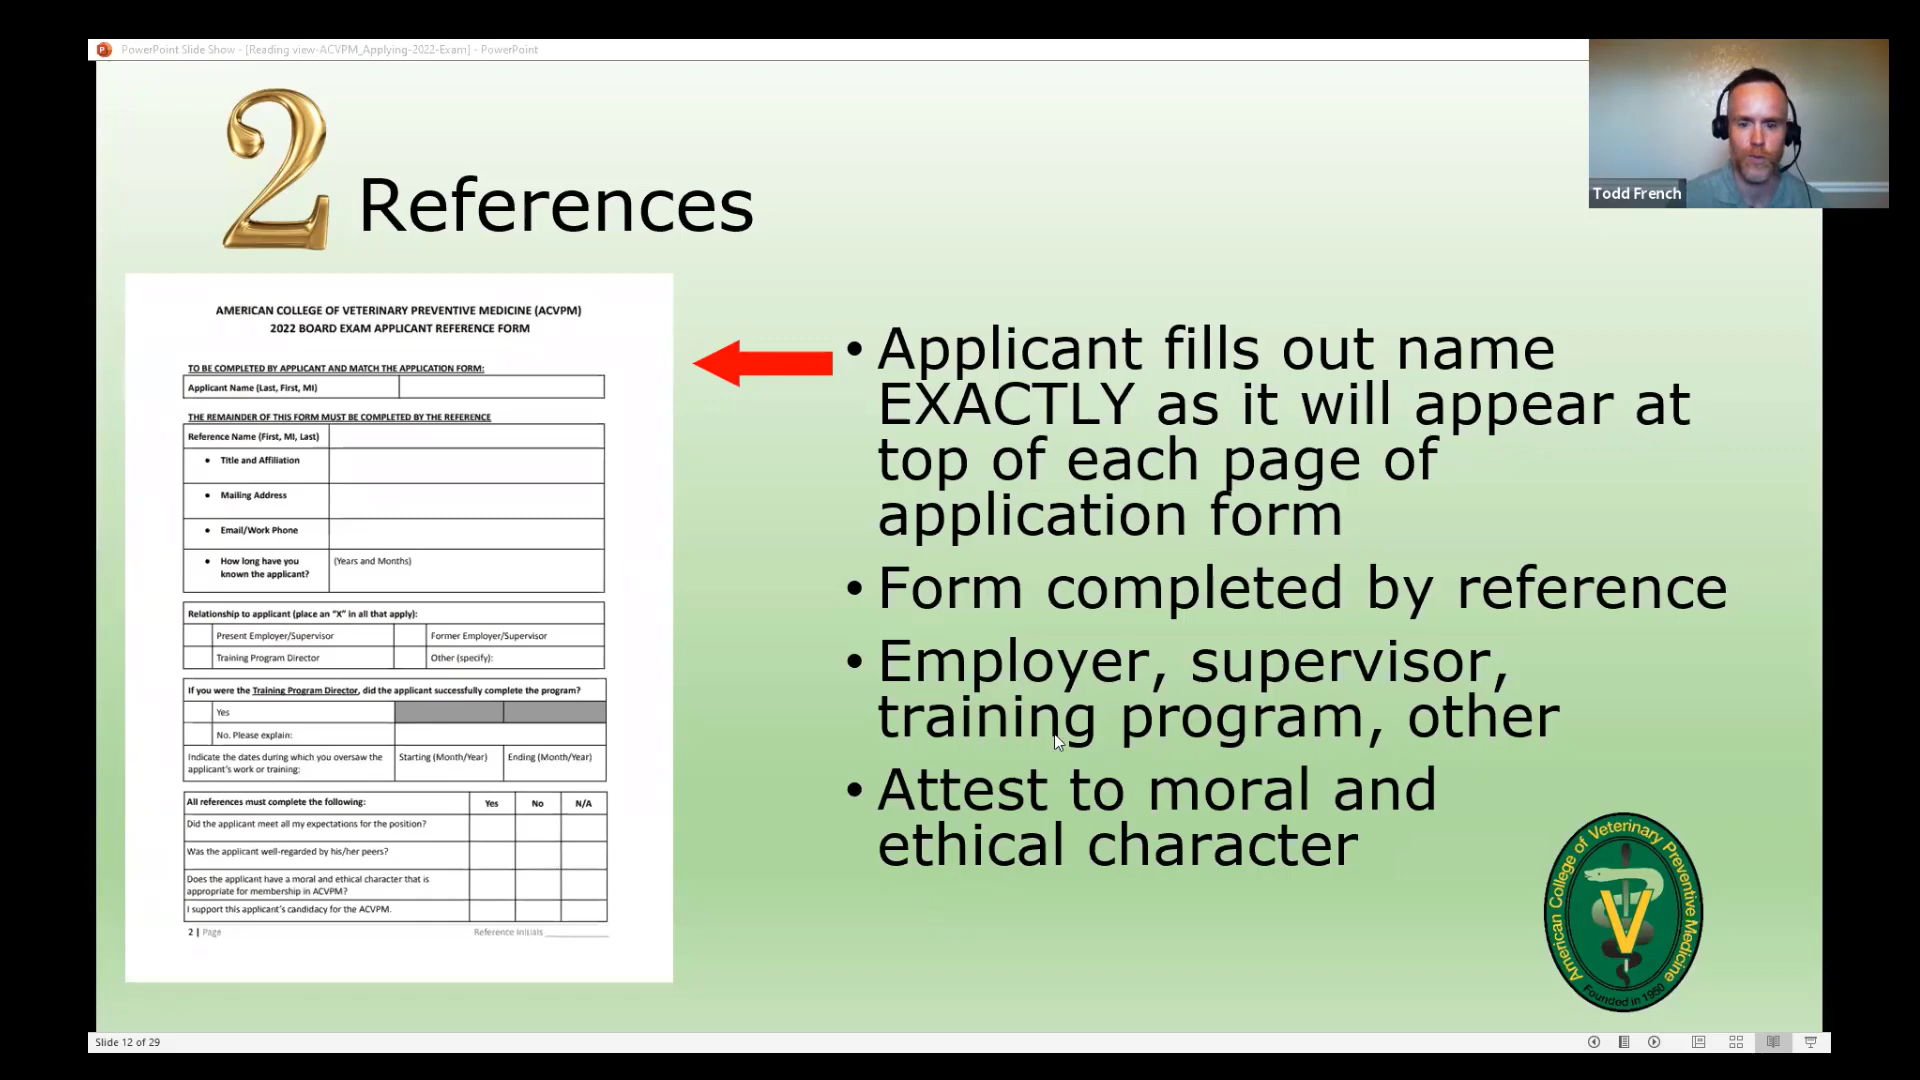 PowerPoint Slide Show - [Reading view-ACVPM_Applying-2022-Exam] - PowerPoint
Todd French
2 References
AMERICAN COLLEGE OF VETERINARY PREVENTIVE MEDICINE (ACVPM)
2022 BOARD EXAM APPLICANT REFERENCE FORM
TO BE COMPLETED BY APPLICANT AND MATCH THE APPLICATION FORM:
Applicant Name (Last, First, MI)
THE REMAINDER OF THIS FORM MUST BE COMPLETED BY THE REFERENCE
Reference Name (First, MI, Last)
• Title and Affiliation
• Mailing Address
• Email/Work Phone
• How long have you
known the applicant?
(Years and Months)
Relationship to applicant (place an "X" in all that apply):
Present Employer/Supervisor
Former Employer/Supervisor
Training Program Director
Other (specify):
If you were the Training Program Director, did the applicant successfully complete the program?
Yes
No. Please explain:
Indicate the dates during which you oversaw the
applicant's work or training:
Starting (Month/Year)
Ending (Month/Year)
All references must complete the following:
Yes
No
N/A
Did the applicant meet all my expectations for the position?
Was the applicant well-regarded by his/her peers?
Does the applicant have a moral and ethical character that is
appropriate for membership in ACVPM?
I support this applicant's candidacy for the ACVPM.
2 | Page
Reference Initials ____________
• Applicant fills out name
EXACTLY as it will appear at
top of each page of
application form
• Form completed by reference
• Employer, supervisor,
training program, other
• Attest to moral and
ethical character
American College of Veterinary Preventive Medicine
V
Founded in 1950
Slide 12 of 29